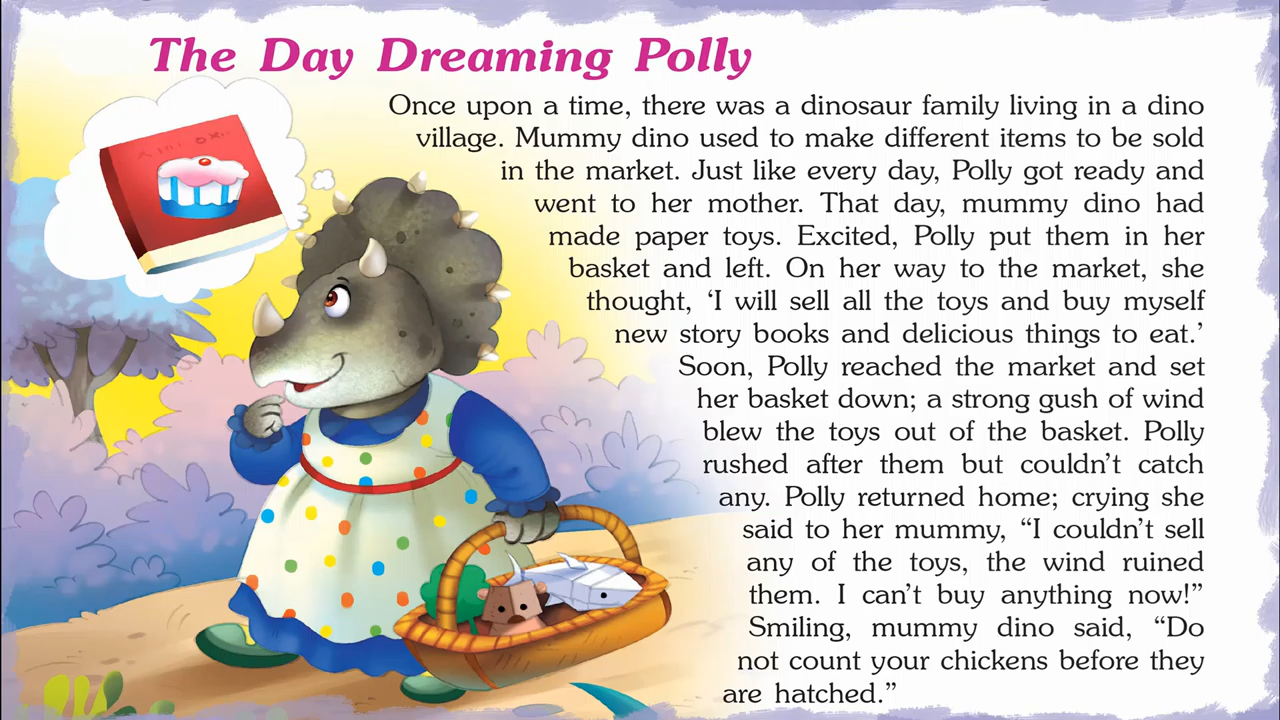 The Day Dreaming Polly
Once upon a time, there was a dinosaur family living in a dino
village. Mummy dino used to make different items to be sold
in the market. Just like every day, Polly got ready and
went to her mother. That day, mummy dino had
made paper toys. Excited, Polly put them in her
basket and left. On her way to the market, she
thought, ‘I will sell all the toys and buy myself
new story books and delicious things to eat.’
Soon, Polly reached the market and set
her basket down; a strong gush of wind
blew the toys out of the basket. Polly
rushed after them but couldn’t catch
any. Polly returned home; crying she
said to her mummy, “I couldn’t sell
any of the toys, the wind ruined
them. I can’t buy anything now!”
Smiling, mummy dino said, “Do
not count your chickens before they
are hatched.”